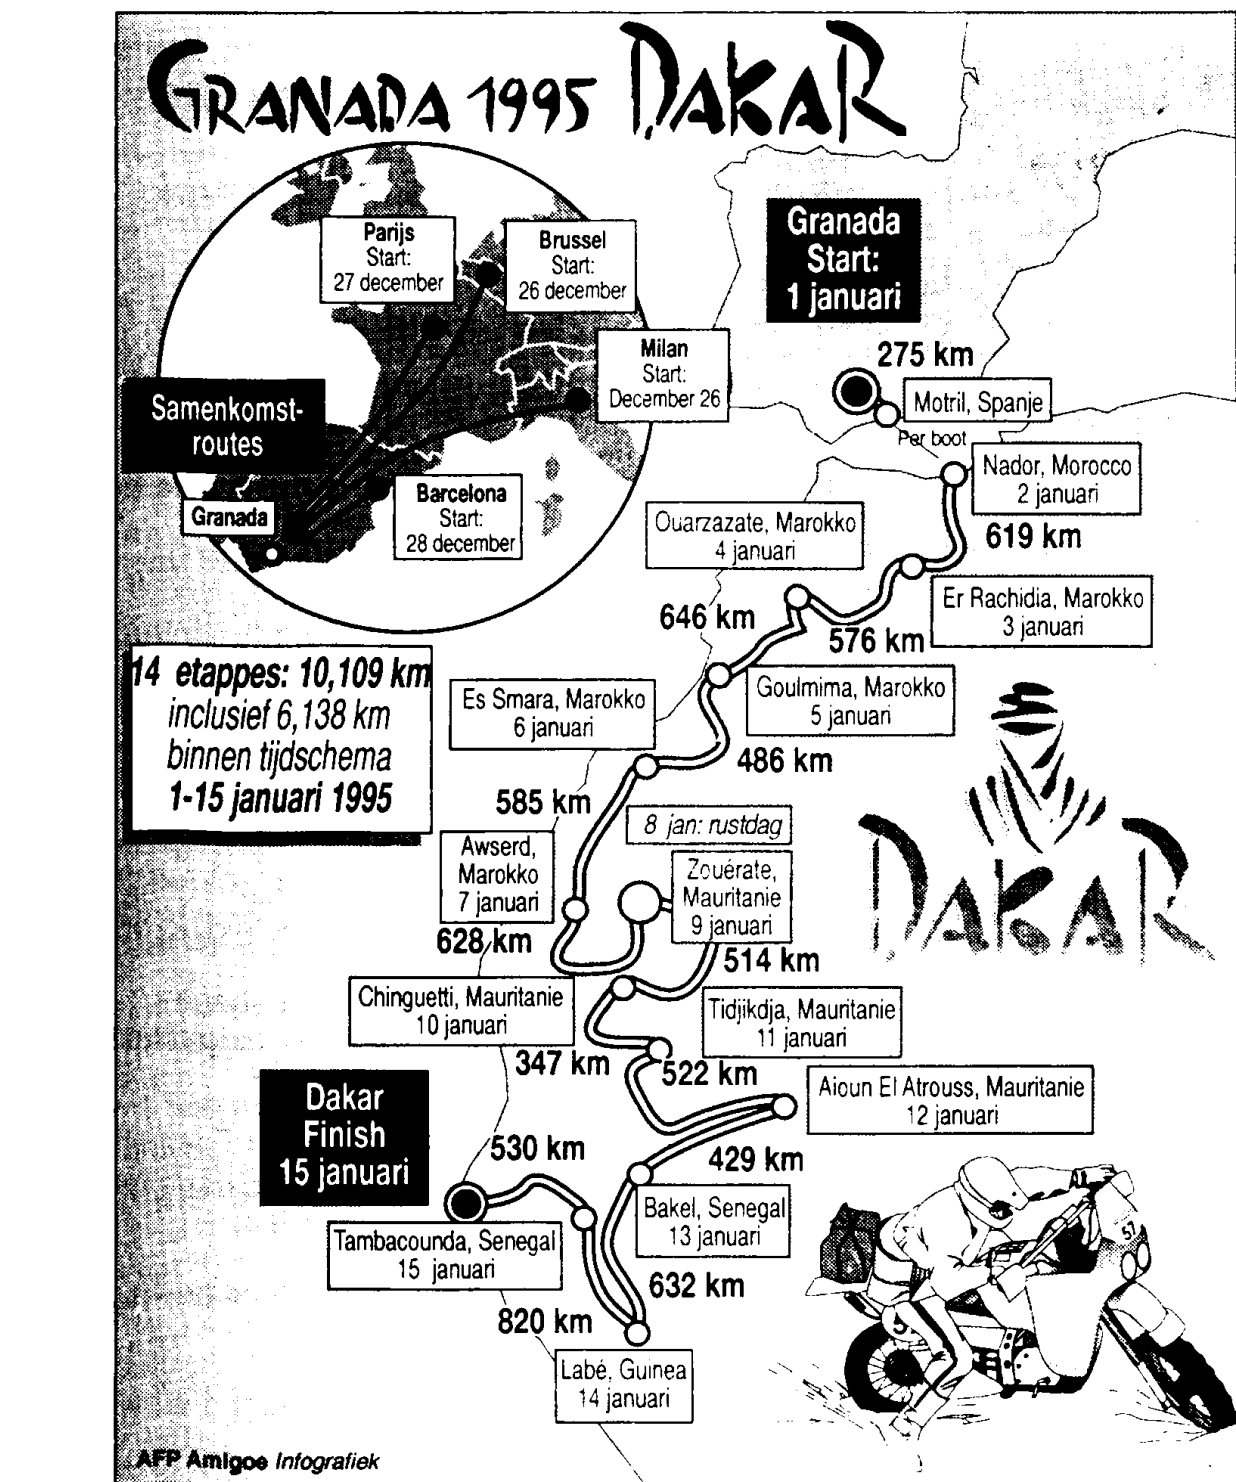 GRANADA 1995 DAKAR
Parijs
Start:
27 december
Brussel
Start:
26 december
Milan
Start:
December 26
Samenkomst-
routes
Granada
Barcelona
Start:
28 december
Granada
Start:
1 januari
275 km
Motril, Spanje
Per boot
Nador, Morocco
2 januari
619 km
Ouarzazate, Marokko
4 januari
Er Rachidia, Marokko
3 januari
646 km
576 km
14 etappes: 10,109 km
inclusief 6,138 km
binnen tijdschema
1-15 januari 1995
Goulmima, Marokko
5 januari
Es Smara, Marokko
6 januari
486 km
585 km
8 jan: rustdag
Awserd,
Marokko
7 januari
Zouérate,
Mauritanie
9 januari
628 km
514 km
DAKAR
Chinguetti, Mauritanie
10 januari
Tidjikdja, Mauritanie
11 januari
347 km
522 km
Aioun El Atrouss, Mauritanie
12 januari
Dakar
Finish
15 januari
530 km
429 km
Bakel, Senegal
13 januari
Tambacounda, Senegal
15 januari
632 km
820 km
Labé, Guinea
14 januari
57
5
AFP Amigoe Infografiek